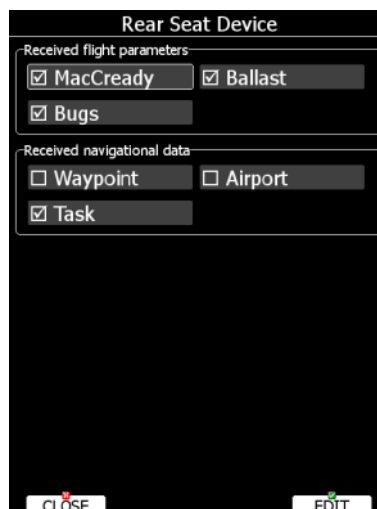 Rear Seat Device
Received flight parameters
MacCready Ballast
Bugs
Received navigational data
Waypoint Airport
Task
CLOSE EDIT